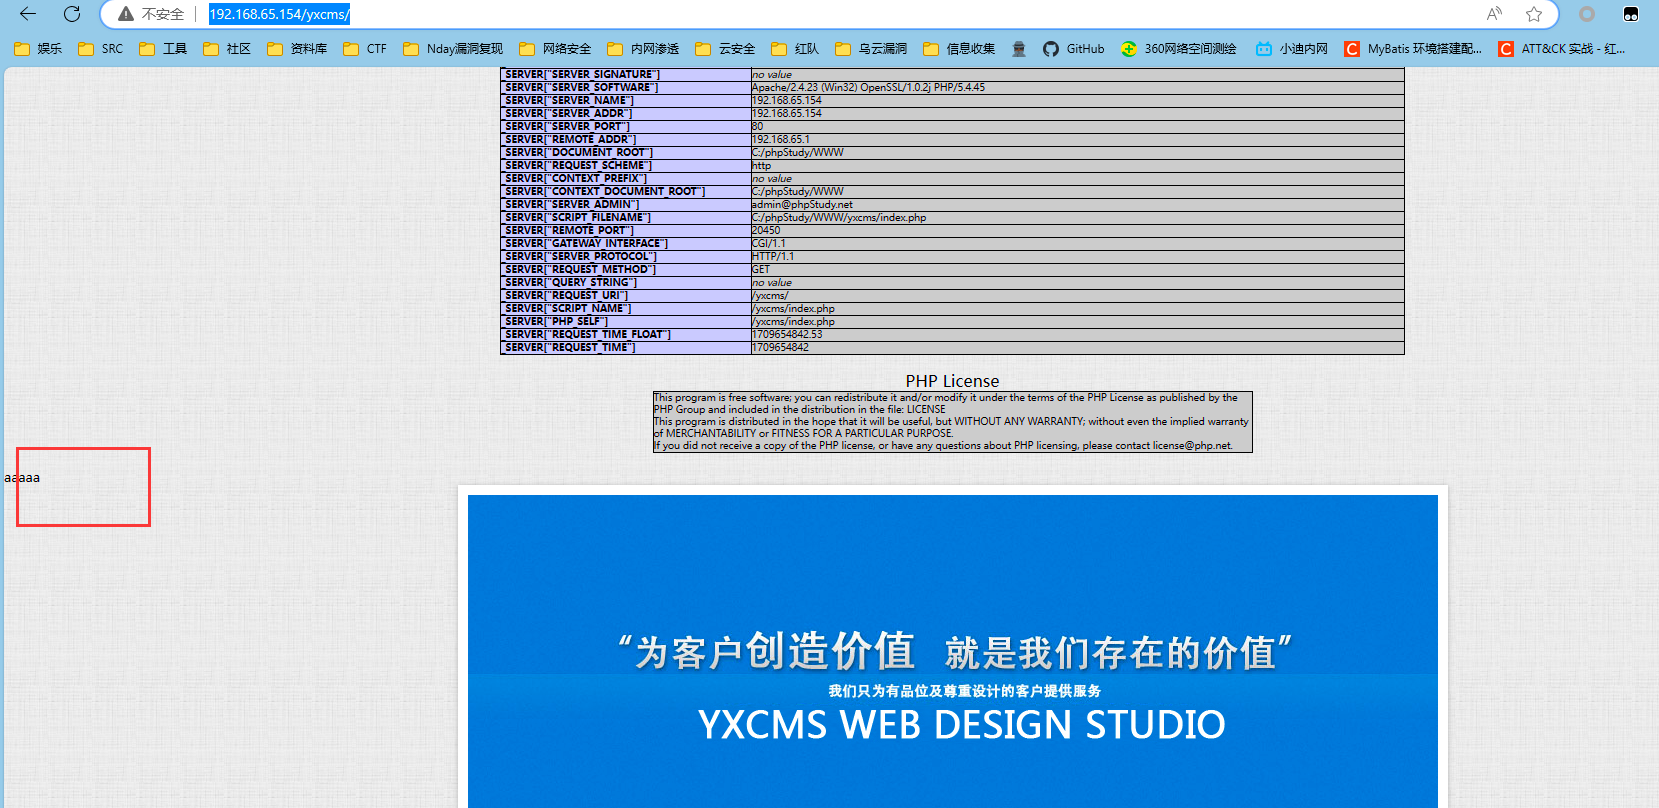 不安全 192.168.65.154/yxcms/
娱乐 SRC 工具 社区 资料库 CTF Nday漏洞复现 网络安全 内网渗透 云安全 红队 乌云漏洞 信息收集 GitHub 360网络空间测绘 小迪内网 MyBatis 环境搭建配... ATT&CK 实战 - 红...
_SERVER["SERVER_SIGNATURE"] no value
_SERVER["SERVER_SOFTWARE"] Apache/2.4.23 (Win32) OpenSSL/1.0.2j PHP/5.4.45
_SERVER["SERVER_NAME"] 192.168.65.154
_SERVER["SERVER_ADDR"] 192.168.65.154
_SERVER["SERVER_PORT"] 80
_SERVER["REMOTE_ADDR"] 192.168.65.1
_SERVER["DOCUMENT_ROOT"] C:/phpStudy/WWW
_SERVER["REQUEST_SCHEME"] http
_SERVER["CONTEXT_PREFIX"] no value
_SERVER["CONTEXT_DOCUMENT_ROOT"] C:/phpStudy/WWW
_SERVER["SERVER_ADMIN"] admin@phpStudy.net
_SERVER["SCRIPT_FILENAME"] C:/phpStudy/WWW/yxcms/index.php
_SERVER["REMOTE_PORT"] 20450
_SERVER["GATEWAY_INTERFACE"] CGI/1.1
_SERVER["SERVER_PROTOCOL"] HTTP/1.1
_SERVER["REQUEST_METHOD"] GET
_SERVER["QUERY_STRING"] no value
_SERVER["REQUEST_URI"] /yxcms/
_SERVER["SCRIPT_NAME"] /yxcms/index.php
_SERVER["PHP_SELF"] /yxcms/index.php
_SERVER["REQUEST_TIME_FLOAT"] 1709654842.53
_SERVER["REQUEST_TIME"] 1709654842
PHP License
This program is free software; you can redistribute it and/or modify it under the terms of the PHP License as published by the
PHP Group and included in the distribution in the file: LICENSE
This program is distributed in the hope that it will be useful, but WITHOUT ANY WARRANTY; without even the implied warranty
of MERCHANTABILITY or FITNESS FOR A PARTICULAR PURPOSE.
If you did not receive a copy of the PHP license, or have any questions about PHP licensing, please contact license@php.net.
aaaaa
“为客户创造价值 就是我们存在的价值”
我们只为有品位及尊重设计的客户提供服务
YXCMS WEB DESIGN STUDIO